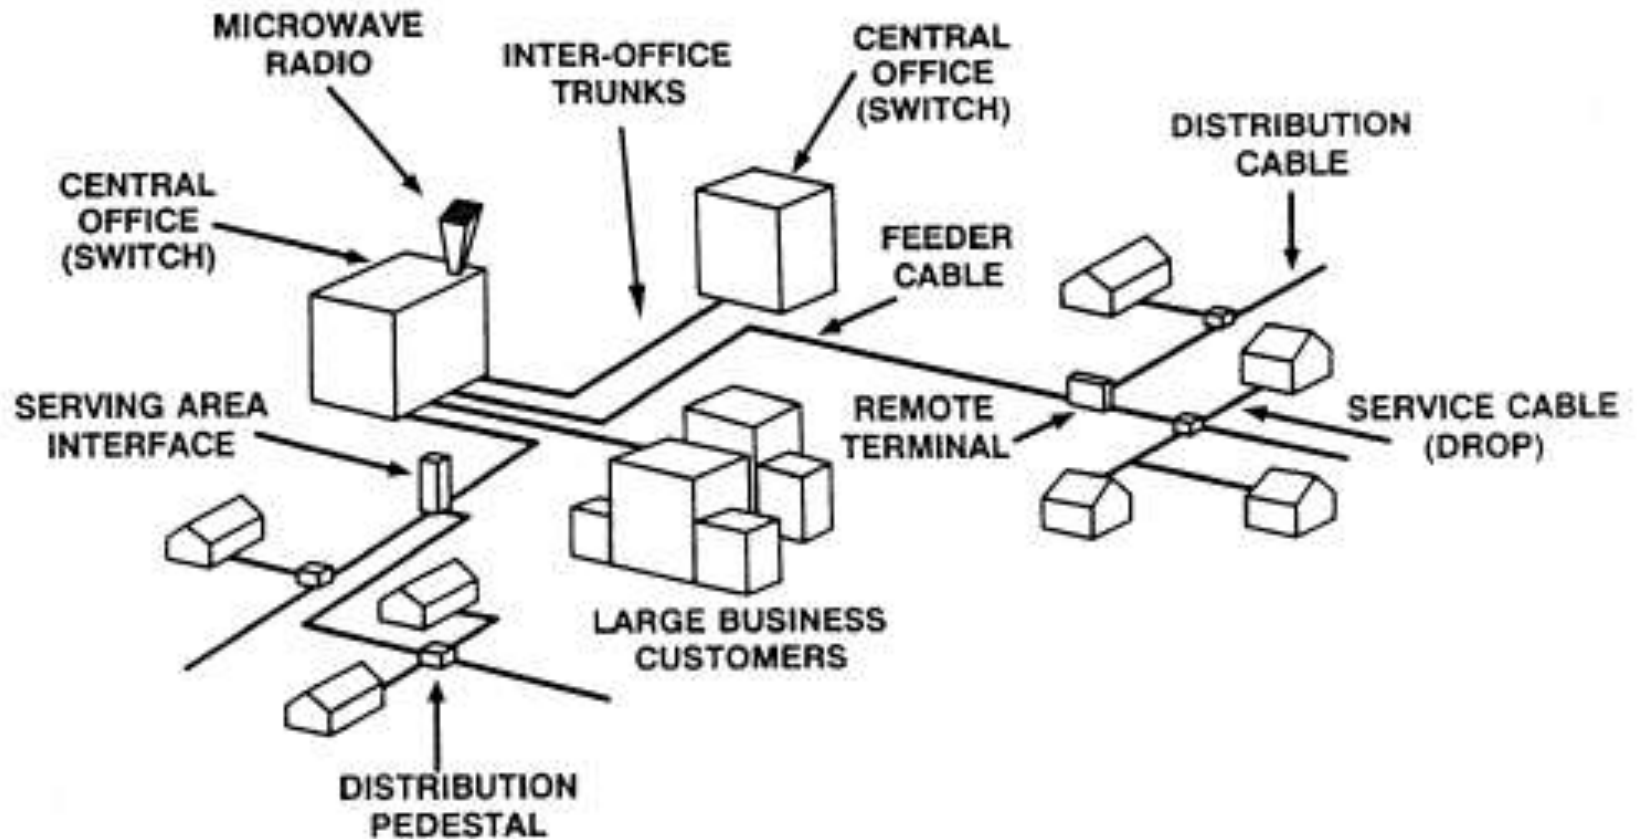 MICROWAVE
RADIO
INTER-OFFICE
TRUNKS
CENTRAL
OFFICE
(SWITCH)
DISTRIBUTION
CABLE
CENTRAL
OFFICE
(SWITCH)
FEEDER
CABLE
SERVING AREA
INTERFACE
REMOTE
TERMINAL
SERVICE CABLE
(DROP)
LARGE BUSINESS
CUSTOMERS
DISTRIBUTION
PEDESTAL